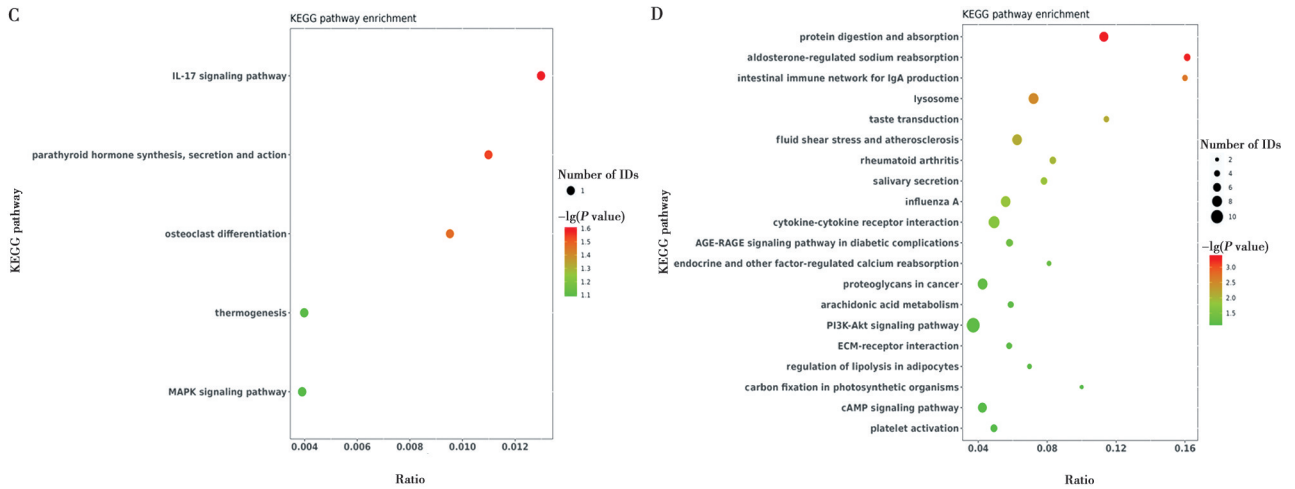 C
KEGG pathway enrichment
KEGG pathway
IL-17 signaling pathway
parathyroid hormone synthesis, secretion and action
osteoclast differentiation
thermogenesis
MAPK signaling pathway
0.004 0.006 0.008 0.010 0.012
Ratio
Number of IDs
1
−lg(P value)
1.6
1.5
1.4
1.3
1.2
1.1
D
KEGG pathway enrichment
KEGG pathway
protein digestion and absorption
aldosterone-regulated sodium reabsorption
intestinal immune network for IgA production
lysosome
taste transduction
fluid shear stress and atherosclerosis
rheumatoid arthritis
salivary secretion
influenza A
cytokine-cytokine receptor interaction
AGE-RAGE signaling pathway in diabetic complications
endocrine and other factor-regulated calcium reabsorption
proteoglycans in cancer
arachidonic acid metabolism
PI3K-Akt signaling pathway
ECM-receptor interaction
regulation of lipolysis in adipocytes
carbon fixation in photosynthetic organisms
cAMP signaling pathway
platelet activation
0.04 0.08 0.12 0.16
Ratio
Number of IDs
2
4
6
8
10
−lg(P value)
3.0
2.5
2.0
1.5